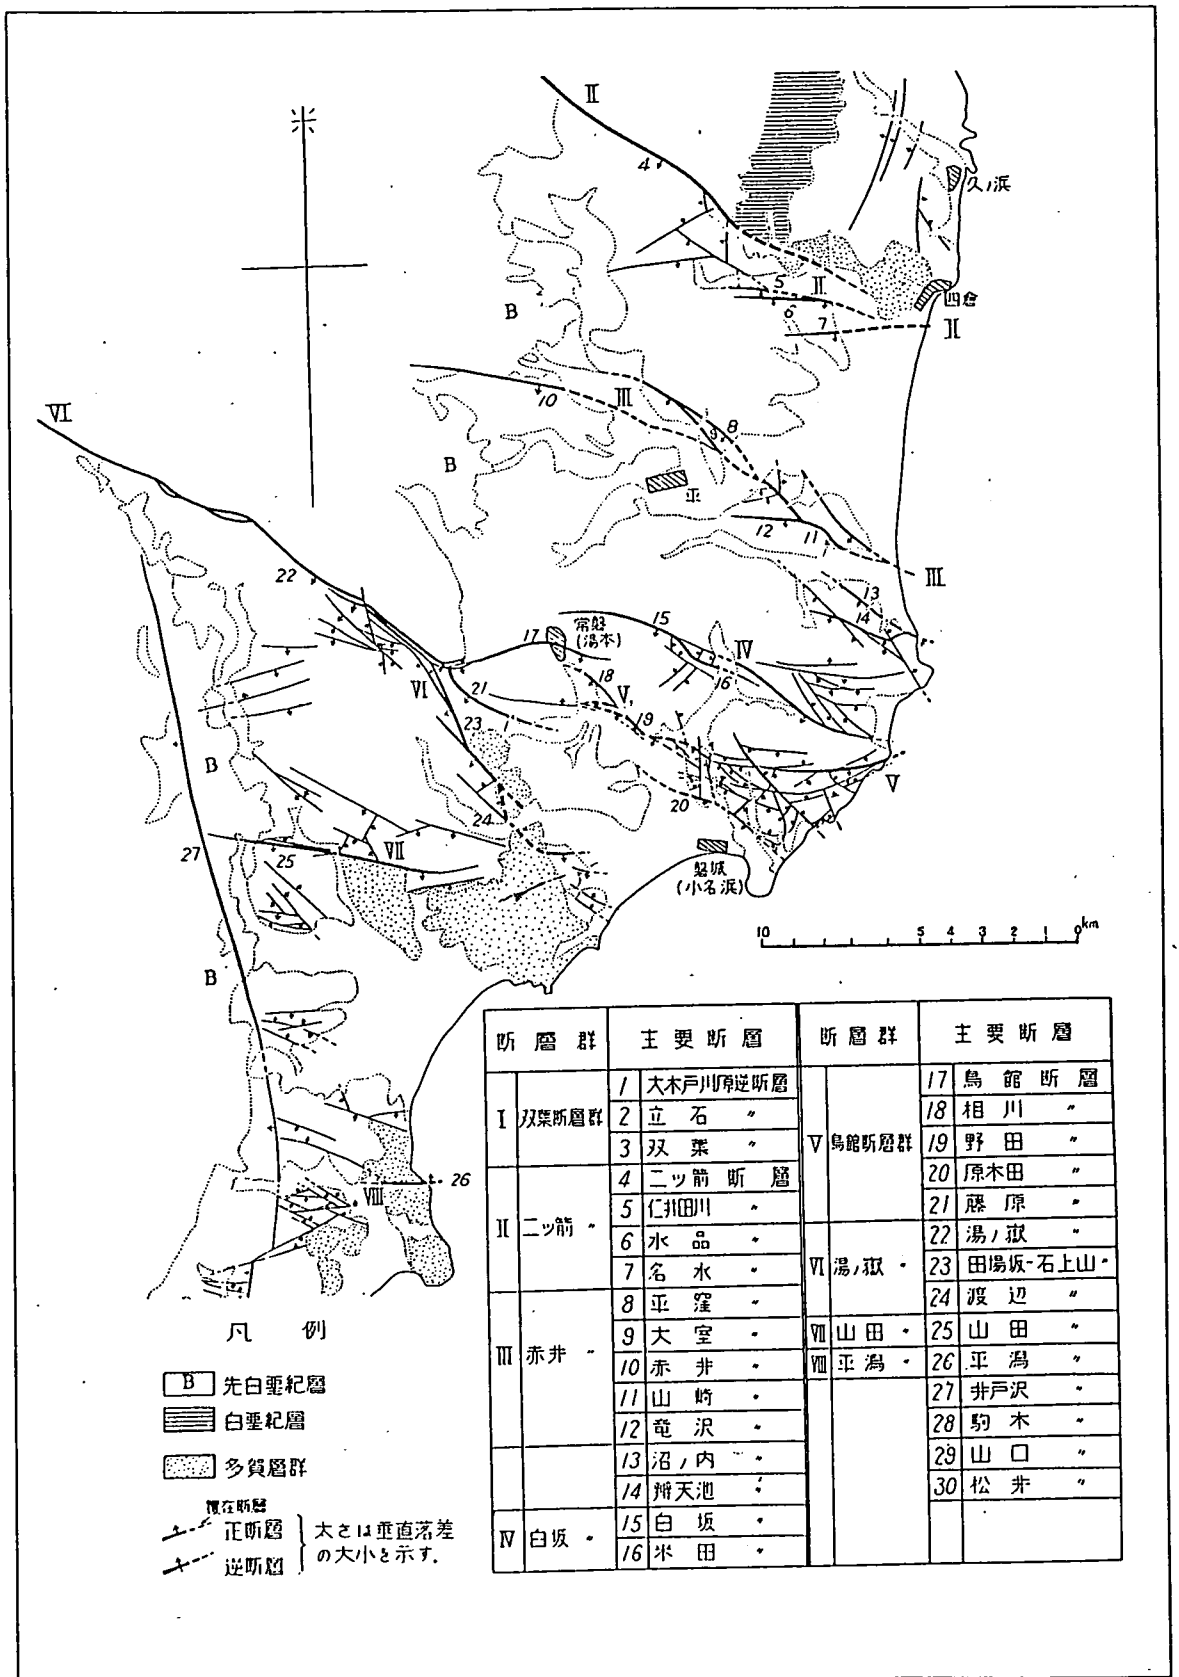 II
4
久ノ浜
5
II
四倉
B
6
7
II
10
III
8
9
VI
B
平
12
11
III
22
13
常磐
(湯本)
17
15
14
IV
18
16
VI
21
V
23
19
B
V
20
24
27
25
VII
磐城
(小名浜)
10 5 4 3 2 1 0 km
B
26
VIII
断層群 主要断層 断層群 主要断層
I 双葉断層群 1 大木戸川原逆断層 V 鳥館断層群 17 鳥館断層
2 立石 〃 18 相川 〃
3 双葉 〃 19 野田 〃
II 二ッ箭 〃 4 二ッ箭断層 20 原木田 〃
5 仁井田川 〃 21 藤原 〃
6 水品 〃 VI 湯ノ嶽 〃 22 湯ノ嶽 〃
7 名水 〃 23 田場坂-石上山 〃
III 赤井 〃 8 平窪 〃 24 渡辺 〃
9 大室 〃 VII 山田 〃 25 山田 〃
10 赤井 〃 VIII 平潟 〃 26 平潟 〃
11 山崎 〃 27 井戸沢 〃
12 竜沢 〃 28 駒木 〃
13 沼ノ内 〃 29 山口 〃
14 辨天池 〃 30 松井 〃
IV 白坂 〃 15 白坂 〃
16 米田 〃
凡例
B 先白亜紀層
白亜紀層
多賀層群
正断層 太さは垂直落差
逆断層 の大小を示す.